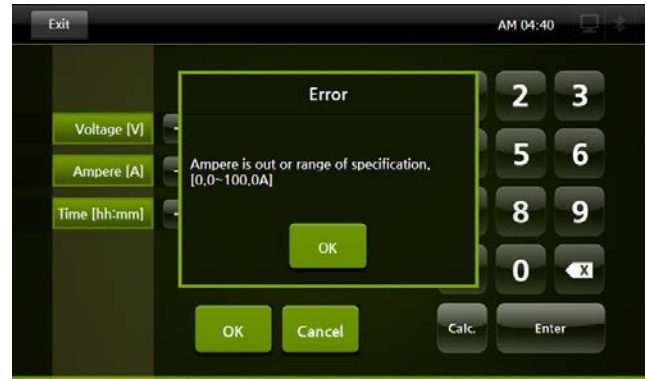 Exit
AM 04:40
Error
Ampere is out or range of specification.
[0.0~100.0A]
OK
Voltage [V]
Ampere [A]
Time [hh:mm]
2 3
5 6
8 9
0 X
OK Cancel
Calc. Enter